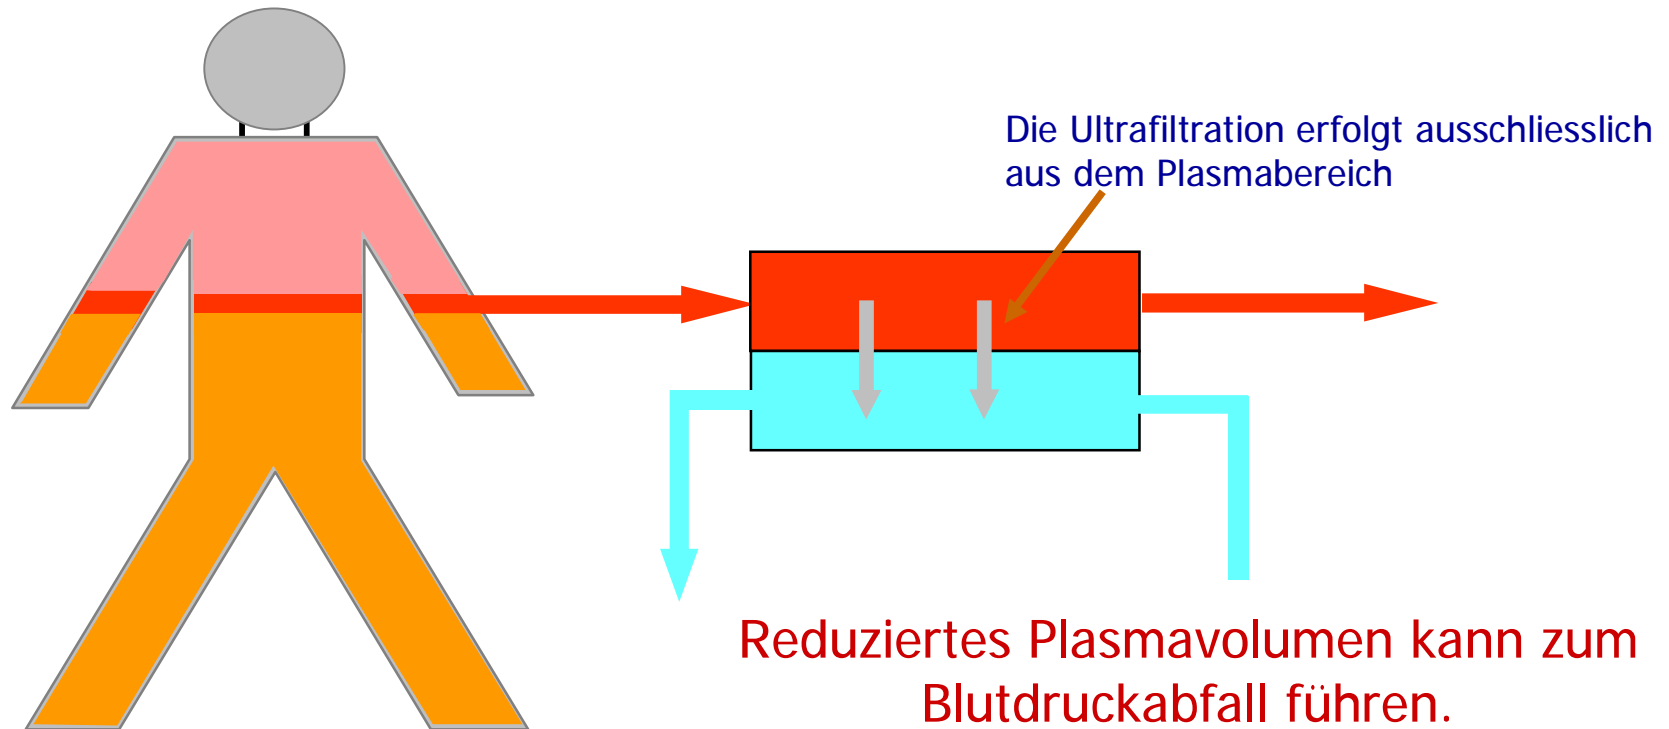 Die Ultrafiltration erfolgt ausschliesslich
aus dem Plasmabereich
Reduziertes Plasmavolumen kann zum
Blutdruckabfall führen.